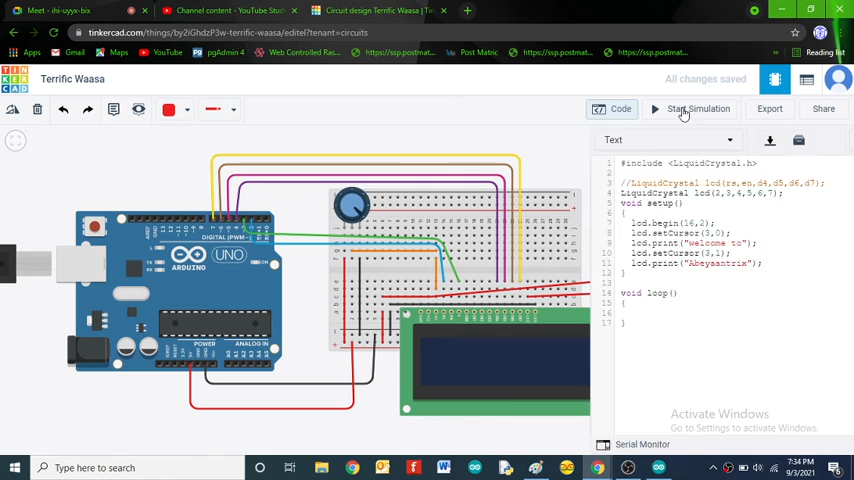 Meet - ihi-uyyx-bix
Channel content - YouTube Studi
Circuit design Terrific Waasa | Tin
tinkercad.com/things/by2iGhdzP3w-terrific-waasa/editel?tenant=circuits
Apps
Gmail
Maps
YouTube
pgAdmin 4
Web Controlled Ras...
https://ssp.postmat...
Post Matric
https://ssp.postmat...
https://ssp.postmat...
Reading list
TIN
KER
CAD
Terrific Waasa
All changes saved
Code
Start Simulation
Export
Share
Text
DIGITAL (PWM~)
ARDUINO
UNO
ON
TX
RX
L
POWER
ANALOG IN
1 #include <LiquidCrystal.h>
2
3 //LiquidCrystal lcd(rs,en,d4,d5,d6,d7);
4 LiquidCrystal lcd(2,3,4,5,6,7);
5 void setup()
6 {
7 lcd.begin(16,2);
8 lcd.setCursor(3,0);
9 lcd.print("Welcome to");
10 lcd.setCursor(3,1);
11 lcd.print("Abeyaantrix");
12 }
13
14 void loop()
15 {
16
17 }
Activate Windows
Go to Settings to activate Windows.
Serial Monitor
Type here to search
7:34 PM
9/3/2021